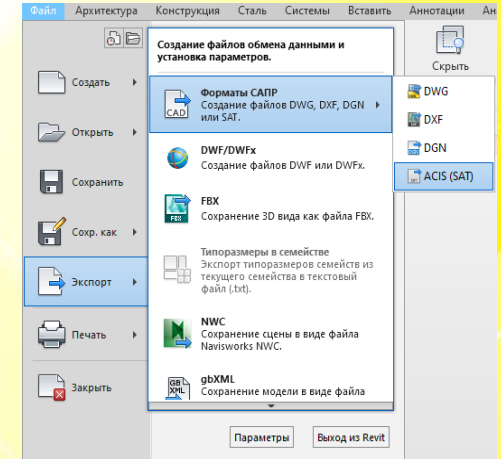 Файл Архитектура Конструкция Сталь Системы Вставить Аннотации Ан
Создание файлов обмена данными и
установка параметров.
Скрыть
Создать
Открыть
Сохранить
Сохр. как
Экспорт
Печать
Закрыть
CAD
Форматы САПР
Создание файлов DWG, DXF, DGN
или SAT.
DWF/DWFx
Создание файлов DWF или DWFx.
FBX
FBX
Сохранение 3D вида как файла FBX.
Типоразмеры в семействе
Экспорт типоразмеров семейств из
текущего семейства в текстовый
файл (.txt).
NWC
Сохранение сцены в виде файла
Navisworks NWC.
GB
XML
gbXML
Сохранение модели в виде файла
DWG
DXF
DGN
ACIS (SAT)
Параметры
Выход из Revit